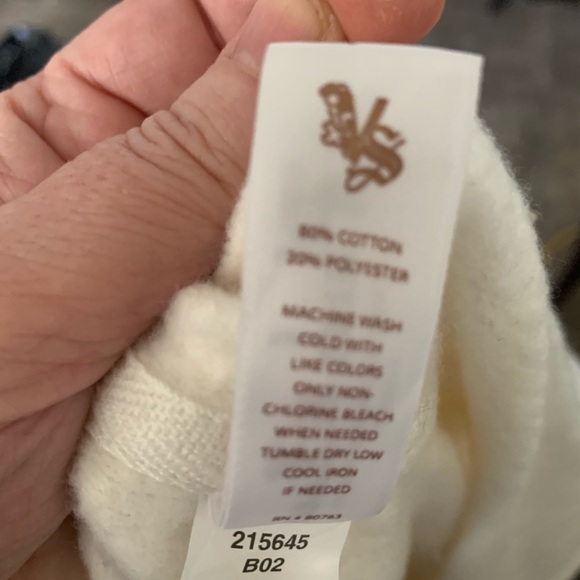 80% COTTON
20% POLYESTER
MACHINE WASH
COLD WITH
LIKE COLORS
ONLY NON-
CHLORINE BLEACH
WHEN NEEDED
TUMBLE DRY LOW
COOL IRON
IF NEEDED
RN #
215645
B02